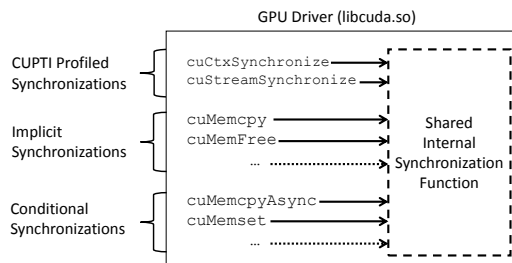 GPU Driver (libcuda.so)
CUPTI Profiled
Synchronizations
cuCtxSynchronize
cuStreamSynchronize
Implicit
Synchronizations
cuMemcpy
cuMemFree
…
Conditional
Synchronizations
cuMemcpyAsync
cuMemset
…
Shared
Internal
Synchronization
Function